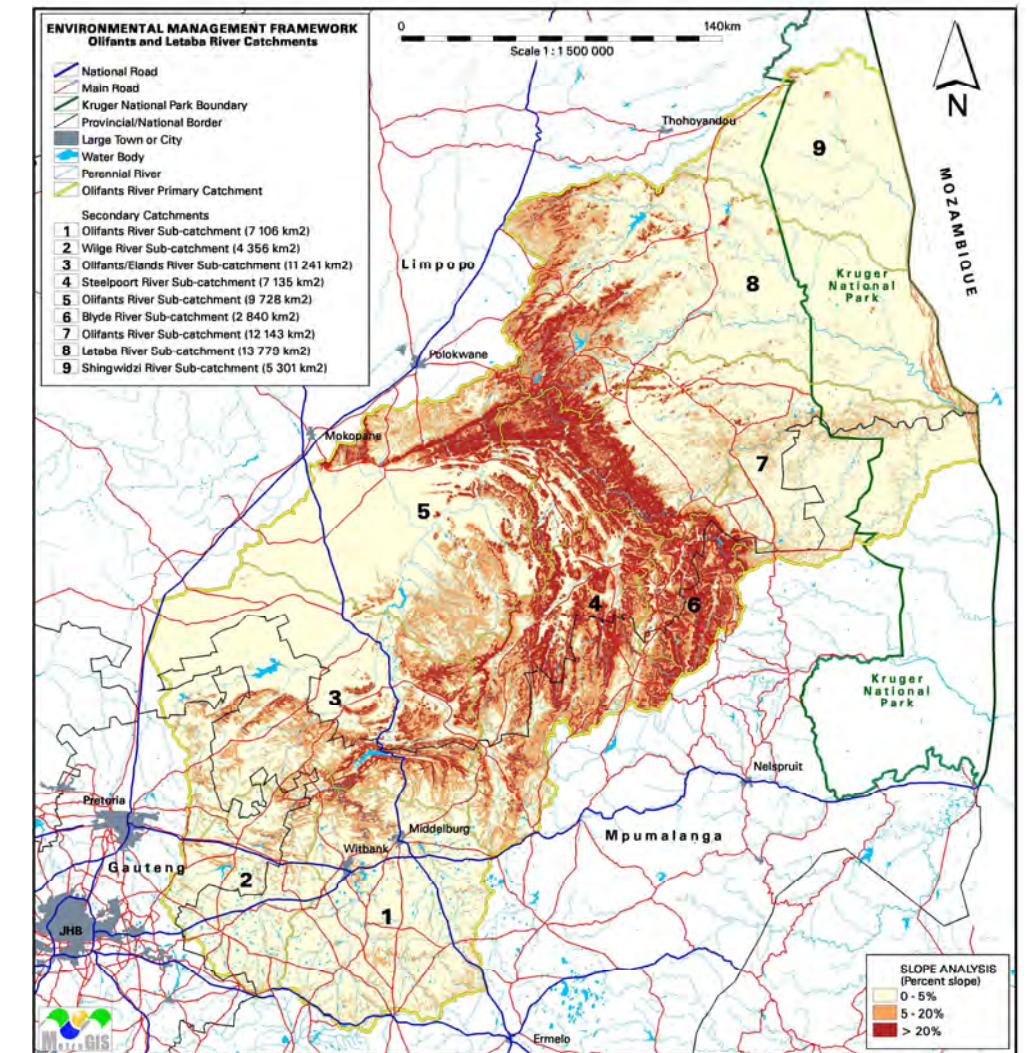 ENVIRONMENTAL MANAGEMENT FRAMEWORK
Olifants and Letaba River Catchments
National Road
Main Road
Kruger National Park Boundary
Provincial/National Border
Large Town or City
Water Body
Perennial River
Olifants River Primary Catchment
Secondary Catchments
1 Olifants River Sub-catchment (7 106 km2)
2 Wilge River Sub-catchment (4 356 km2)
3 Olifants/Elands River Sub-catchment (11 241 km2)
4 Steelpoort River Sub-catchment (7 135 km2)
5 Olifants River Sub-catchment (9 728 km2)
6 Blyde River Sub-catchment (2 840 km2)
7 Olifants River Sub-catchment (12 143 km2)
8 Letaba River Sub-catchment (13 779 km2)
9 Shingwidzi River Sub-catchment (5 301 km2)
0 140km
Scale 1 : 1 500 000
N
Thohoyandou
9
MOZAMBIQUE
Limpopo
8
Kruger
National
Park
Polokwane
Mokopane
7
5
4
6
3
Kruger
National
Park
Nelspruit
Pretoria
Middelburg
Mpumalanga
Witbank
Gauteng
2
1
JHB
Ermelo
SLOPE ANALYSIS
(Percent slope)
0 - 5%
5 - 20%
> 20%
GIS